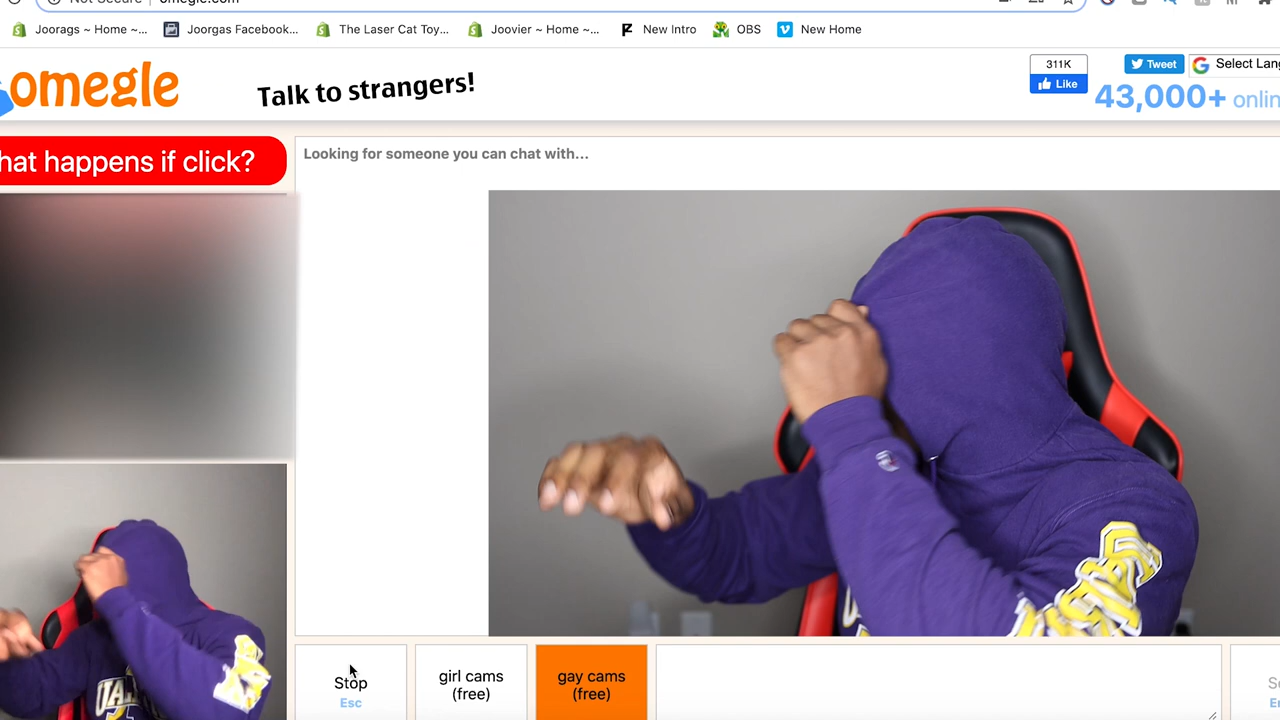 Not Secure omegle.com
Joorags ~ Home ~...
Joorgas Facebook...
The Laser Cat Toy...
Joovier ~ Home ~...
New Intro
OBS
New Home
omegle
Talk to strangers!
311K
Like
Tweet
Select Lang
43,000+ onlin
hat happens if click?
Looking for someone you can chat with...
Stop
Esc
girl cams
(free)
gay cams
(free)